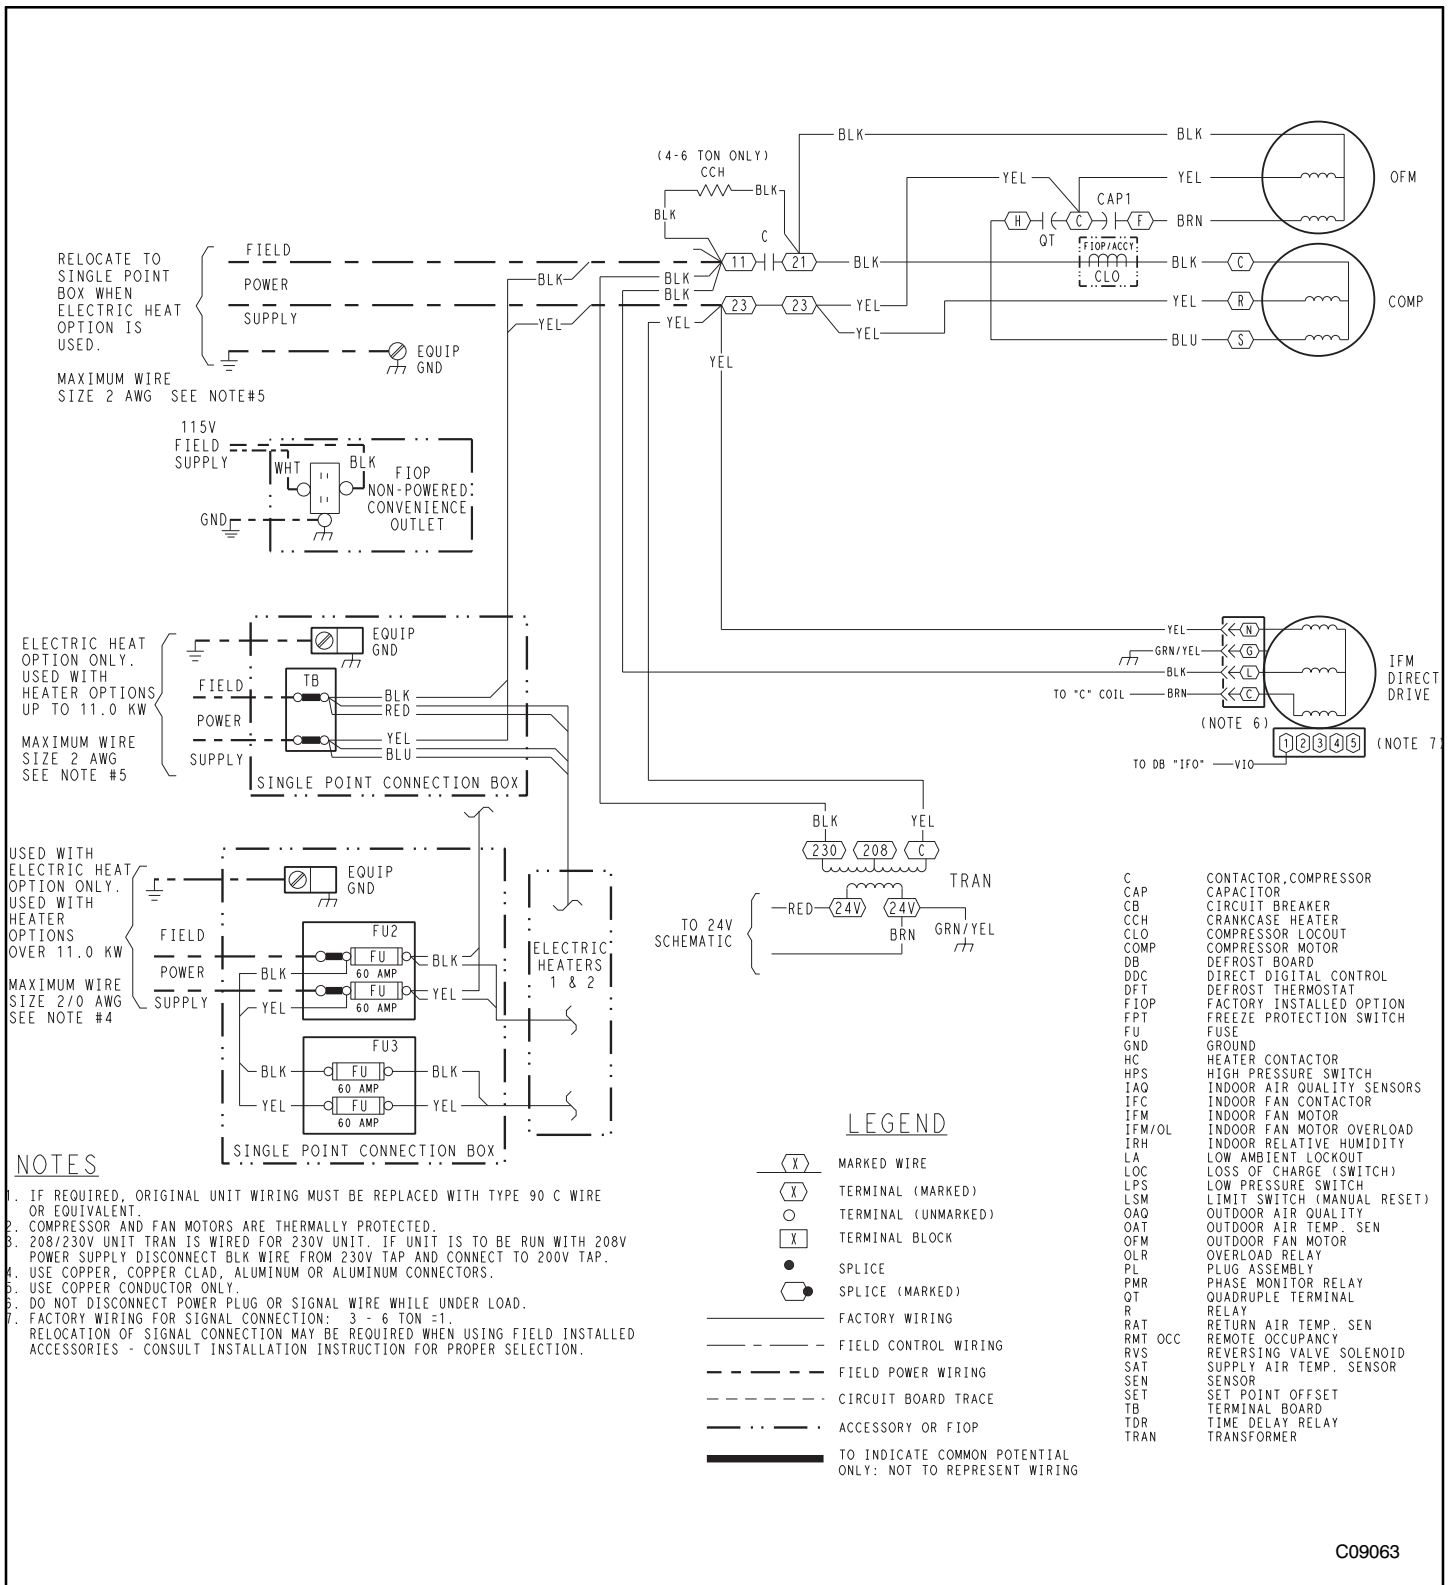 (4-6 TON ONLY)
CCH
BLK
BLK
C
11
21
BLK
BLK
BLK
BLK
OFM
YEL
YEL
CAP1
H
C
F
BRN
QT
FIOP/ACCY
CLO
BLK
BLK
C
YEL
R
COMP
BLU
S
23
23
YEL
YEL
YEL
YEL
RELOCATE TO
SINGLE POINT
BOX WHEN
ELECTRIC HEAT
OPTION IS
USED.
MAXIMUM WIRE
SIZE 2 AWG SEE NOTE#5
FIELD
POWER
SUPPLY
BLK
YEL
EQUIP
GND
115V
FIELD
SUPPLY
WHT
BLK
FIOP
NON-POWERED
CONVENIENCE
OUTLET
GND
ELECTRIC HEAT
OPTION ONLY.
USED WITH
HEATER OPTIONS
UP TO 11.0 KW
MAXIMUM WIRE
SIZE 2 AWG
SEE NOTE #5
FIELD
POWER
SUPPLY
EQUIP
GND
TB
BLK
RED
YEL
BLU
SINGLE POINT CONNECTION BOX
YEL
N
GRN/YEL
G
BLK
L
TO "C" COIL
BRN
C
IFM
DIRECT
DRIVE
(NOTE 6)
1 2 3 4 5
(NOTE 7)
TO DB "IFO"
VIO
USED WITH
ELECTRIC HEAT
OPTION ONLY.
USED WITH
HEATER
OPTIONS
OVER 11.0 KW
MAXIMUM WIRE
SIZE 2/0 AWG
SEE NOTE #4
FIELD
POWER
SUPPLY
EQUIP
GND
FU2
FU
60 AMP
FU
60 AMP
BLK
YEL
BLK
YEL
FU3
BLK
FU
60 AMP
BLK
YEL
FU
60 AMP
YEL
SINGLE POINT CONNECTION BOX
ELECTRIC
HEATERS
1 & 2
BLK
YEL
230
208
C
TRAN
RED
24V
24V
BRN
GRN/YEL
TO 24V
SCHEMATIC
C CONTACTOR,COMPRESSOR
CAP CAPACITOR
CB CIRCUIT BREAKER
CCH CRANKCASE HEATER
CLO COMPRESSOR LOCOUT
COMP COMPRESSOR MOTOR
DB DEFROST BOARD
DDC DIRECT DIGITAL CONTROL
DFT DEFROST THERMOSTAT
FIOP FACTORY INSTALLED OPTION
FPT FREEZE PROTECTION SWITCH
FU FUSE
GND GROUND
HC HEATER CONTACTOR
HPS HIGH PRESSURE SWITCH
IAQ INDOOR AIR QUALITY SENSORS
IFC INDOOR FAN CONTACTOR
IFM INDOOR FAN MOTOR
IFM/OL INDOOR FAN MOTOR OVERLOAD
IRH INDOOR RELATIVE HUMIDITY
LA LOW AMBIENT LOCKOUT
LOC LOSS OF CHARGE (SWITCH)
LPS LOW PRESSURE SWITCH
LSM LIMIT SWITCH (MANUAL RESET)
OAQ OUTDOOR AIR QUALITY
OAT OUTDOOR AIR TEMP. SEN
OFM OUTDOOR FAN MOTOR
OLR OVERLOAD RELAY
PL PLUG ASSEMBLY
PMR PHASE MONITOR RELAY
QT QUADRUPLE TERMINAL
R RELAY
RAT RETURN AIR TEMP. SEN
RMT OCC REMOTE OCCUPANCY
RVS REVERSING VALVE SOLENOID
SAT SUPPLY AIR TEMP. SENSOR
SEN SENSOR
SET SET POINT OFFSET
TB TERMINAL BOARD
TDR TIME DELAY RELAY
TRAN TRANSFORMER
LEGEND
X MARKED WIRE
X TERMINAL (MARKED)
TERMINAL (UNMARKED)
X TERMINAL BLOCK
SPLICE
SPLICE (MARKED)
FACTORY WIRING
FIELD CONTROL WIRING
FIELD POWER WIRING
CIRCUIT BOARD TRACE
ACCESSORY OR FIOP
TO INDICATE COMMON POTENTIAL
ONLY: NOT TO REPRESENT WIRING
NOTES
1. IF REQUIRED, ORIGINAL UNIT WIRING MUST BE REPLACED WITH TYPE 90 C WIRE
OR EQUIVALENT.
2. COMPRESSOR AND FAN MOTORS ARE THERMALLY PROTECTED.
3. 208/230V UNIT TRAN IS WIRED FOR 230V UNIT. IF UNIT IS TO BE RUN WITH 208V
POWER SUPPLY DISCONNECT BLK WIRE FROM 230V TAP AND CONNECT TO 200V TAP.
4. USE COPPER, COPPER CLAD, ALUMINUM OR ALUMINUM CONNECTORS.
5. USE COPPER CONDUCTOR ONLY.
6. DO NOT DISCONNECT POWER PLUG OR SIGNAL WIRE WHILE UNDER LOAD.
7. FACTORY WIRING FOR SIGNAL CONNECTION: 3 - 6 TON =1.
RELOCATION OF SIGNAL CONNECTION MAY BE REQUIRED WHEN USING FIELD INSTALLED
ACCESSORIES - CONSULT INSTALLATION INSTRUCTION FOR PROPER SELECTION.
C09063